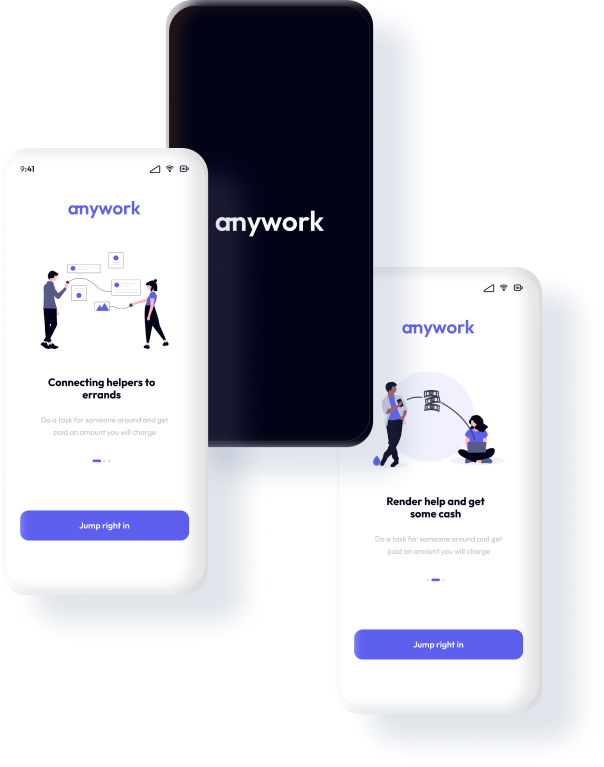 9:41
anywork
Connecting helpers to
errands
Do a task for someone around and get
paid an amount you will charge
Jump right in
anywork
anywork
Render help and get
some cash
Do a task for someone around and get
paid an amount you will charge
Jump right in